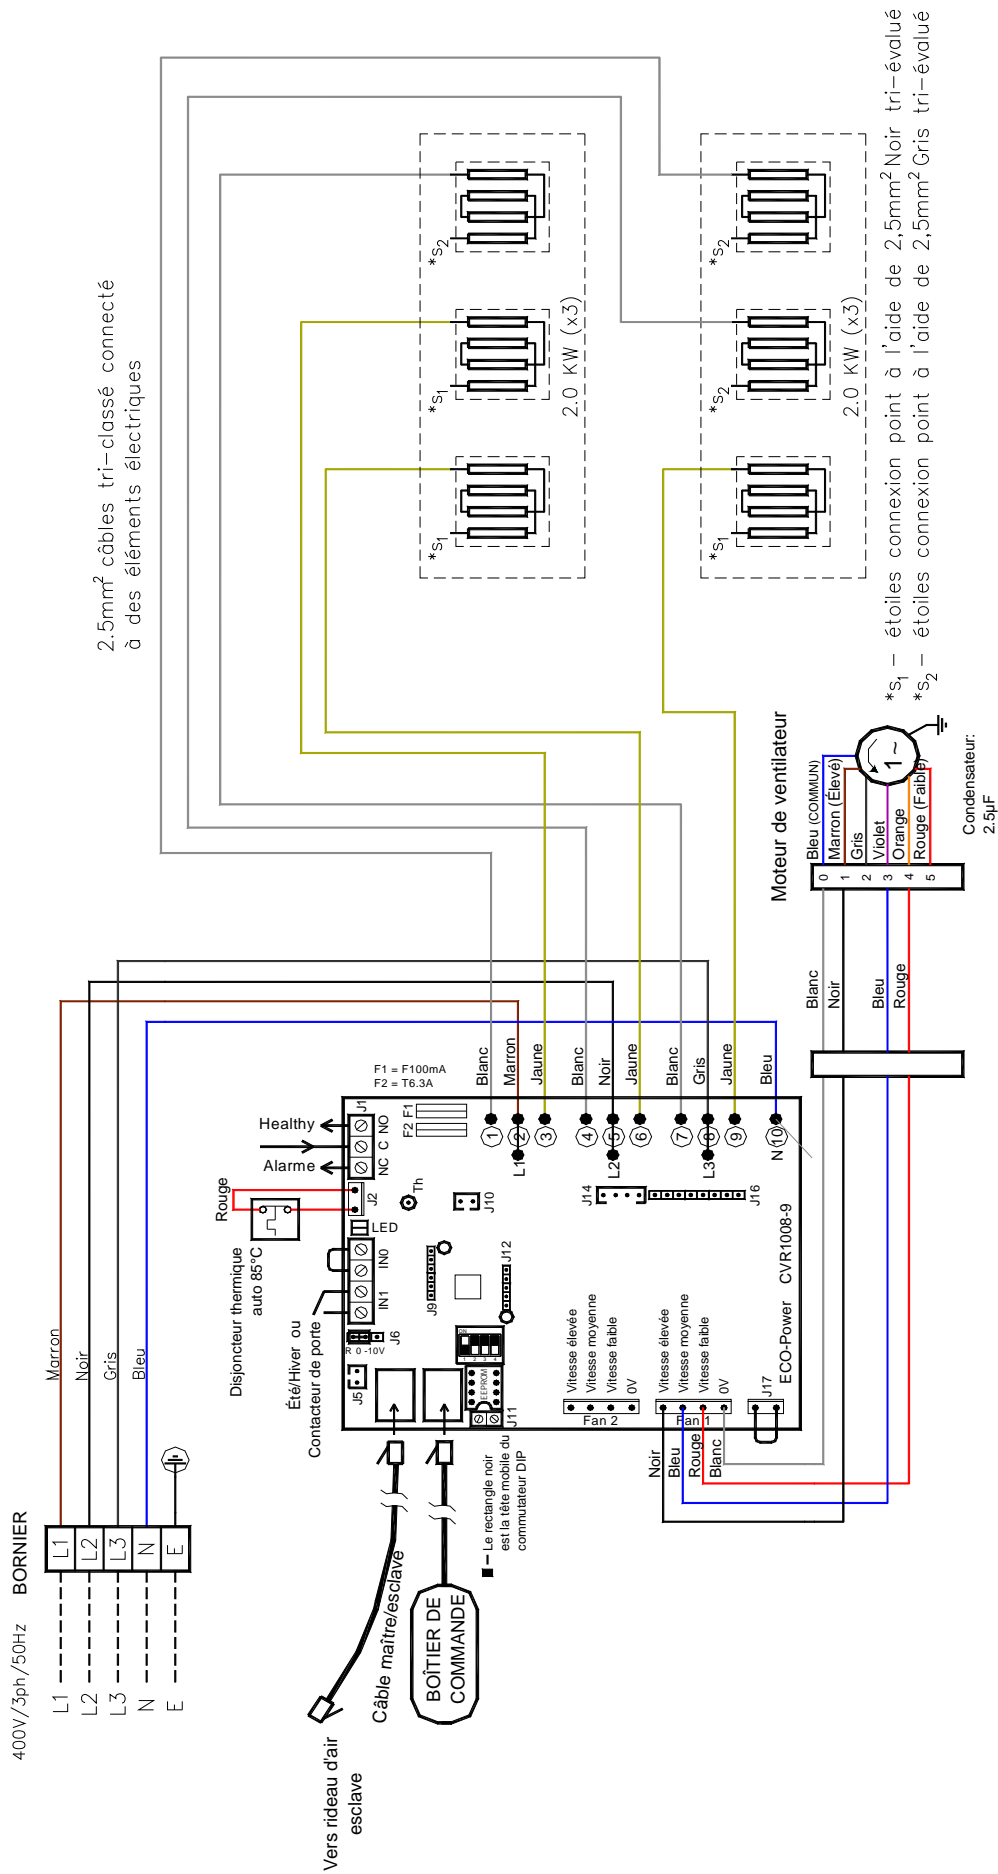 400V/3ph/50Hz BORNIER
L1
L2
L3
N
E
L1
L2
L3
N
E
Marron
Noir
Gris
Bleu
2.5mm² câbles tri-classé connecté
à des éléments électriques
Vers rideau d'air
esclave
Câble maître/esclave
BOÎTIER DE
COMMANDE
Le rectangle noir
est la tête mobile du
commutateur DIP
Disjoncteur thermique
auto 85°C
Rouge
Été/Hiver ou
Contacteur de porte
Healthy
Alarme
F1 = F100mA
F2 = T6.3A
J1
NO
C
NC
F1
F2
J2
LED
IN0
IN1
J6
R 0 -10V
J5
Th
J10
J9
J12
ON
1 2 3 4
EEPROM
J11
J14
J16
L1
L2
L3
N
1
2
3
4
5
6
7
8
9
10
Blanc
Marron
Jaune
Blanc
Noir
Jaune
Blanc
Gris
Jaune
Bleu
Vitesse élevée
Vitesse moyenne
Vitesse faible
0V
Fan 2
Vitesse élevée
Vitesse moyenne
Vitesse faible
0V
Fan 1
J17
ECO-Power CVR1008-9
Noir
Bleu
Rouge
Blanc
Blanc
Noir
Bleu
Rouge
Moteur de ventilateur
0
1
2
3
4
5
Bleu (COMMUN)
Marron (Élevé)
Gris
Violet
Orange
Rouge (Faible)
1~
Condensateur:
2.5µF
*s1
*s1
*s2
2.0 KW (x3)
*s1
*s2
*s2
2.0 KW (x3)
*s1 – étoiles connexion point à l'aide de 2,5mm² Noir tri-évalué
*s2 – étoiles connexion point à l'aide de 2,5mm² Gris tri-évalué